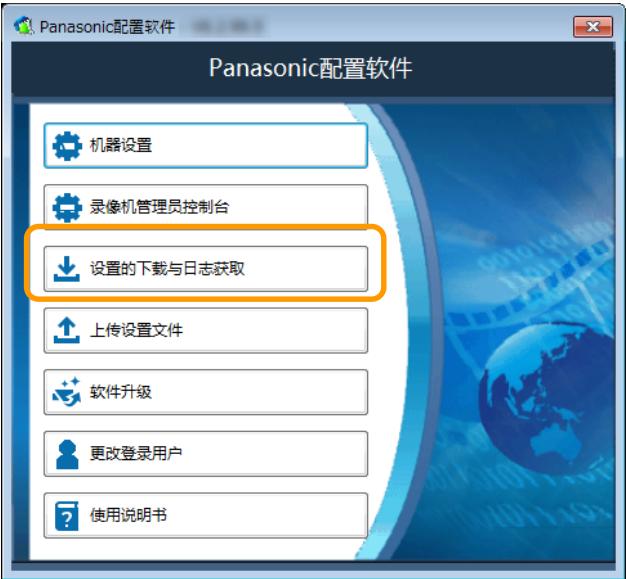 Panasonic配置软件
Panasonic配置软件
机器设置
录像机管理员控制台
设置的下载与日志获取
上传设置文件
软件升级
更改登录用户
使用说明书